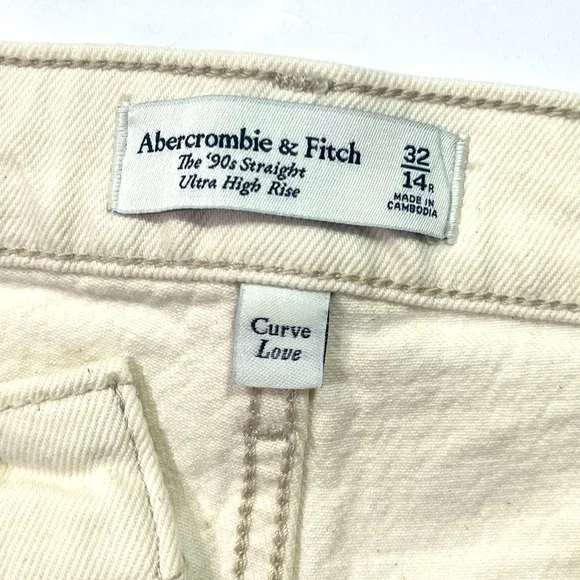 Abercrombie & Fitch
The '90s Straight
Ultra High Rise
32
14R
MADE IN
CAMBODIA
Curve
Love